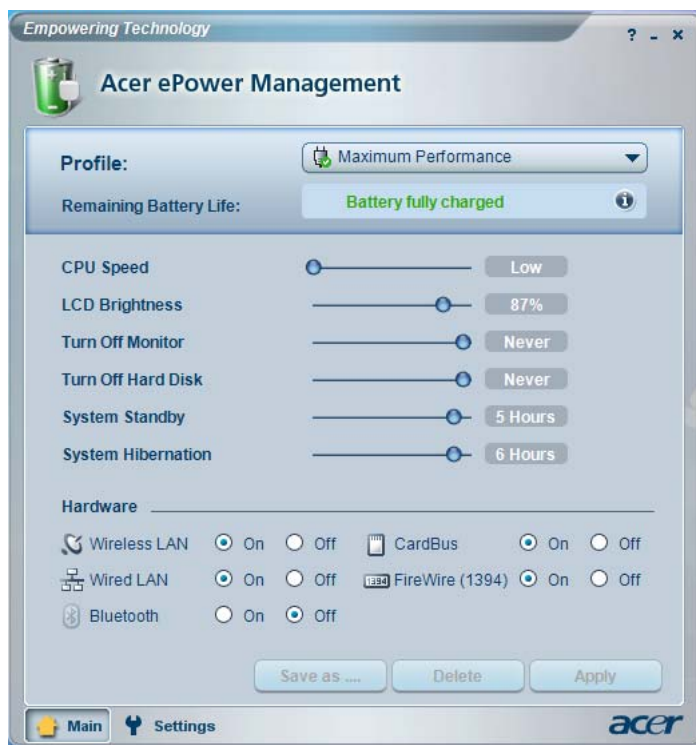 Empowering Technology
? - x
Acer ePower Management
Profile: Maximum Performance
Remaining Battery Life: Battery fully charged
CPU Speed Low
LCD Brightness 87%
Turn Off Monitor Never
Turn Off Hard Disk Never
System Standby 5 Hours
System Hibernation 6 Hours
Hardware
Wireless LAN On Off CardBus On Off
Wired LAN On Off 1394 FireWire (1394) On Off
Bluetooth On Off
Save as .... Delete Apply
Main Settings acer